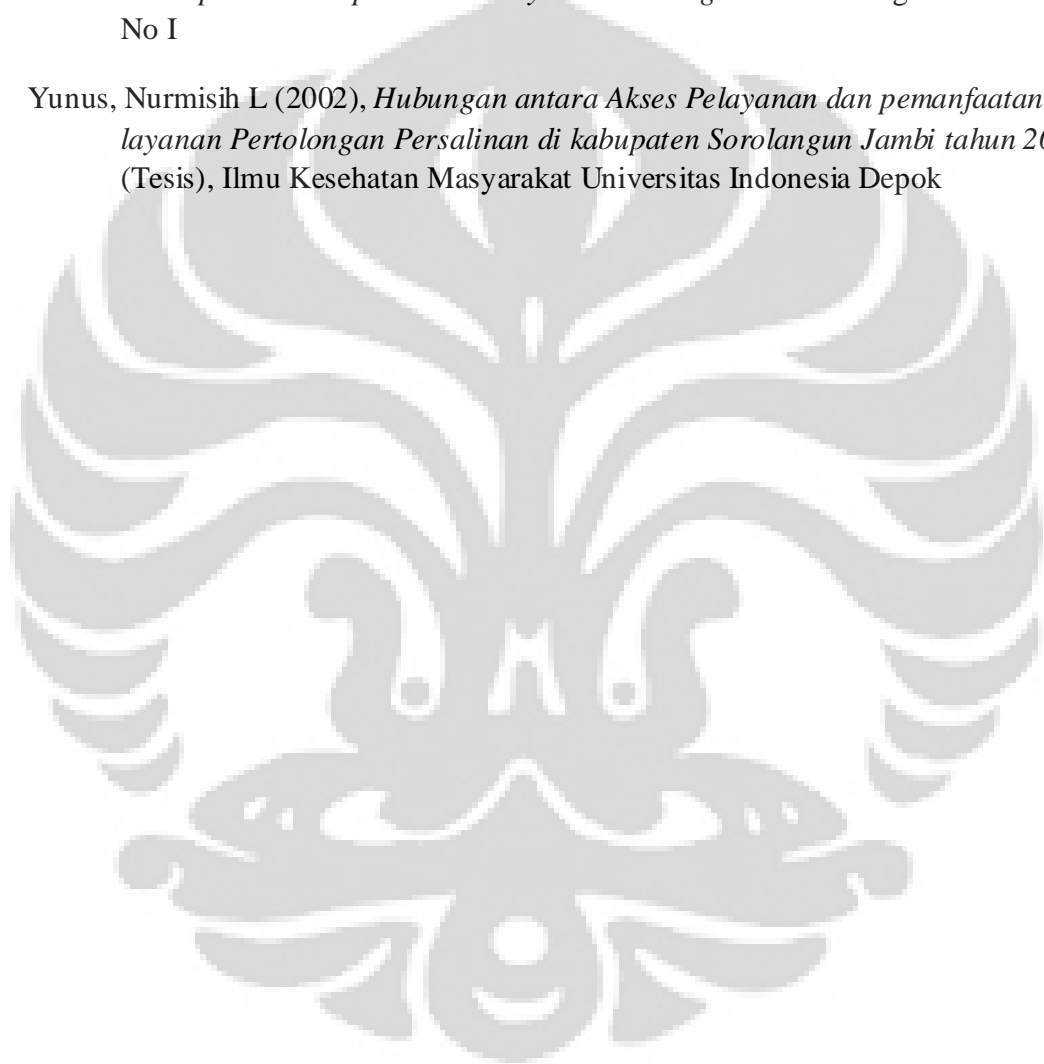 No I
Yunus, Nurmisih L (2002), Hubungan antara Akses Pelayanan dan pemanfaatan
layanan Pertolongan Persalinan di kabupaten Sorolangun Jambi tahun
(Tesis), Ilmu Kesehatan Masyarakat Universitas Indonesia Depok